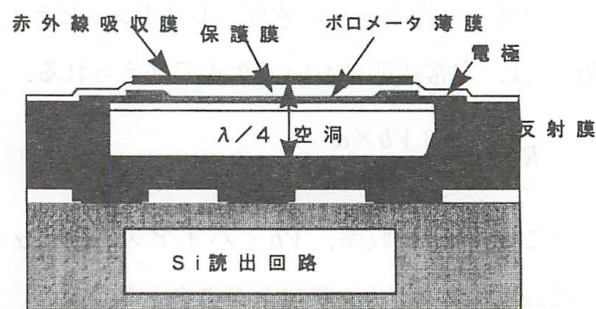 赤外線吸収膜
保護膜
ボロメータ薄膜
電極
λ/4空洞
反射膜
Si読出回路